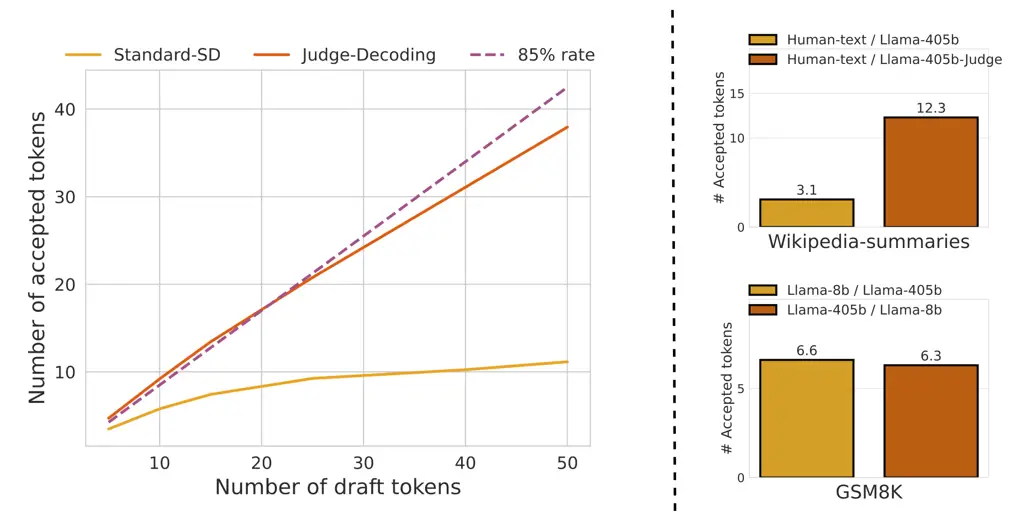 Standard-SD
Judge-Decoding
85% rate
Number of accepted tokens
40
30
20
10
10
20
30
40
50
Number of draft tokens
Human-text / Llama-405b
Human-text / Llama-405b-Judge
# Accepted tokens
15
10
0
3.1
12.3
Wikipedia-summaries
Llama-8b / Llama-405b
Llama-405b / Llama-8b
# Accepted tokens
5
0
6.6
6.3
GSM8K